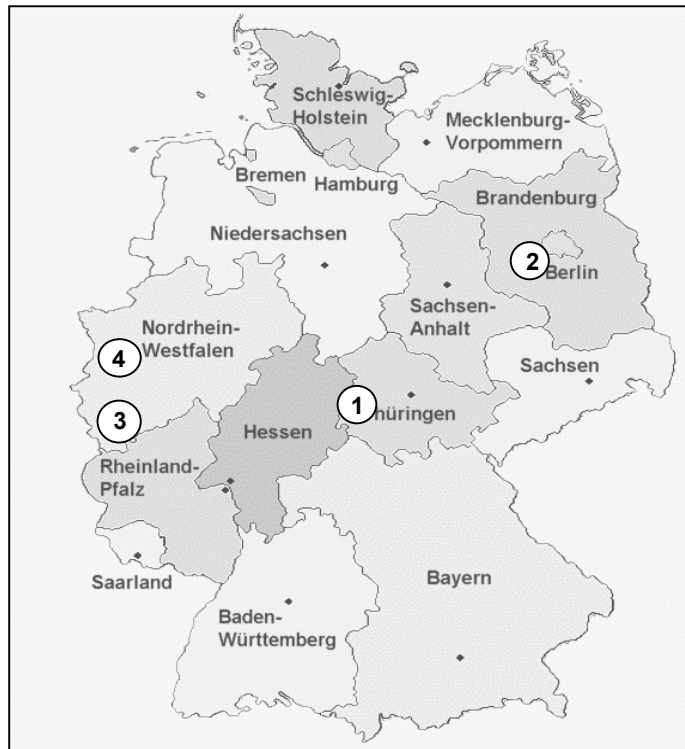 Schleswig-
Holstein
Mecklenburg-
Vorpommern
Bremen
Hamburg
Brandenburg
Niedersachsen
2
Berlin
Sachsen-
Anhalt
Nordrhein-
Westfalen
4
Sachsen
1
hüringen
3
Hessen
Rheinland-
Pfalz
Saarland
Bayern
Baden-
Württemberg